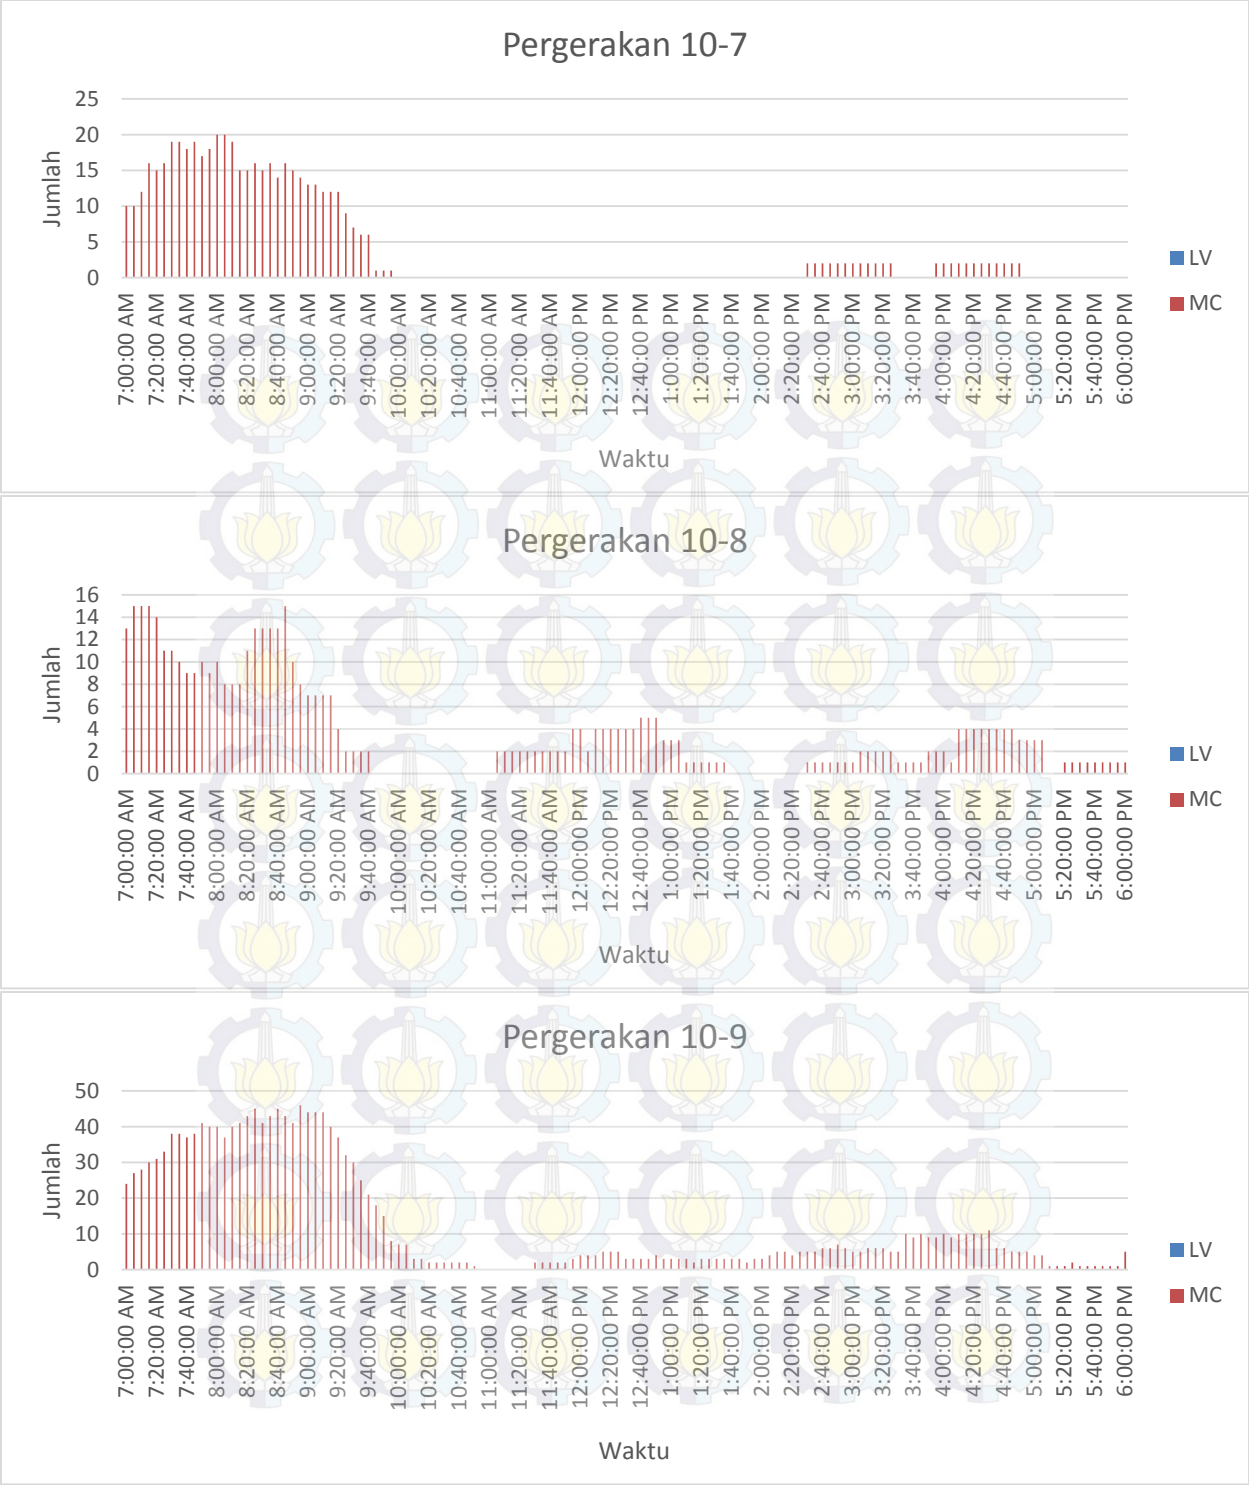 Pergerakan 10-7
25
20
15
10
5
0
Jumlah
7:00:00 AM
7:20:00 AM
7:40:00 AM
8:00:00 AM
8:20:00 AM
8:40:00 AM
9:00:00 AM
9:20:00 AM
9:40:00 AM
10:00:00 AM
10:20:00 AM
10:40:00 AM
11:00:00 AM
11:20:00 AM
11:40:00 AM
12:00:00 PM
12:20:00 PM
12:40:00 PM
1:00:00 PM
1:20:00 PM
1:40:00 PM
2:00:00 PM
2:20:00 PM
2:40:00 PM
3:00:00 PM
3:20:00 PM
3:40:00 PM
4:00:00 PM
4:20:00 PM
4:40:00 PM
5:00:00 PM
5:20:00 PM
5:40:00 PM
6:00:00 PM
Waktu
LV
MC
Pergerakan 10-8
16
14
12
10
8
6
4
2
0
Jumlah
7:00:00 AM
7:20:00 AM
7:40:00 AM
8:00:00 AM
8:20:00 AM
8:40:00 AM
9:00:00 AM
9:20:00 AM
9:40:00 AM
10:00:00 AM
10:20:00 AM
10:40:00 AM
11:00:00 AM
11:20:00 AM
11:40:00 AM
12:00:00 PM
12:20:00 PM
12:40:00 PM
1:00:00 PM
1:20:00 PM
1:40:00 PM
2:00:00 PM
2:20:00 PM
2:40:00 PM
3:00:00 PM
3:20:00 PM
3:40:00 PM
4:00:00 PM
4:20:00 PM
4:40:00 PM
5:00:00 PM
5:20:00 PM
5:40:00 PM
6:00:00 PM
Waktu
LV
MC
Pergerakan 10-9
50
40
30
20
10
0
Jumlah
7:00:00 AM
7:20:00 AM
7:40:00 AM
8:00:00 AM
8:20:00 AM
8:40:00 AM
9:00:00 AM
9:20:00 AM
9:40:00 AM
10:00:00 AM
10:20:00 AM
10:40:00 AM
11:00:00 AM
11:20:00 AM
11:40:00 AM
12:00:00 PM
12:20:00 PM
12:40:00 PM
1:00:00 PM
1:20:00 PM
1:40:00 PM
2:00:00 PM
2:20:00 PM
2:40:00 PM
3:00:00 PM
3:20:00 PM
3:40:00 PM
4:00:00 PM
4:20:00 PM
4:40:00 PM
5:00:00 PM
5:20:00 PM
5:40:00 PM
6:00:00 PM
Waktu
LV
MC